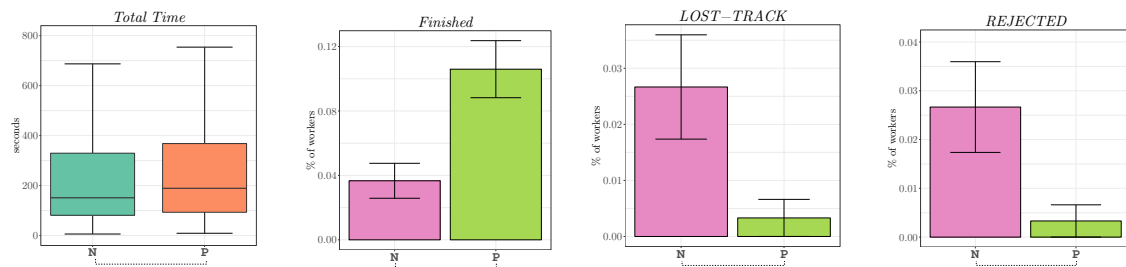 Total Time
seconds
800
600
400
200
0
N P
Finished
% of workers
0.12
0.08
0.04
0.00
N P
LOST−TRACK
% of workers
0.03
0.02
0.01
0.00
N P
REJECTED
% of workers
0.04
0.03
0.02
0.01
0.00
N P